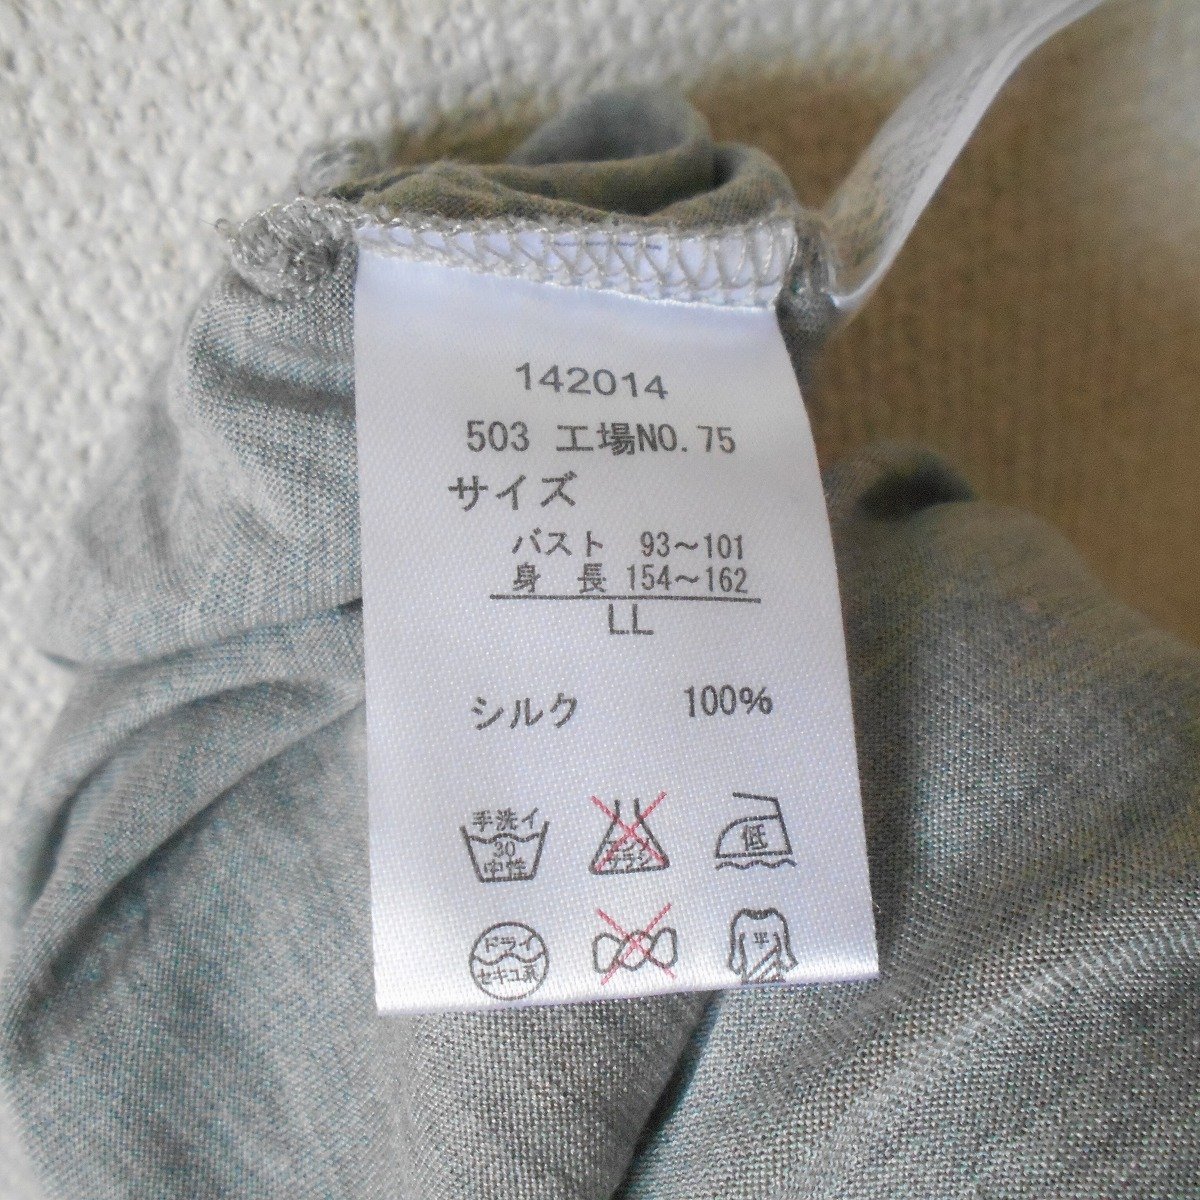 142014
503 工場NO.75
サイズ
バスト 93～101
身 長 154～162
LL
シルク 100%
手洗イ
30
中性
低
ドライ
セキユ系
平